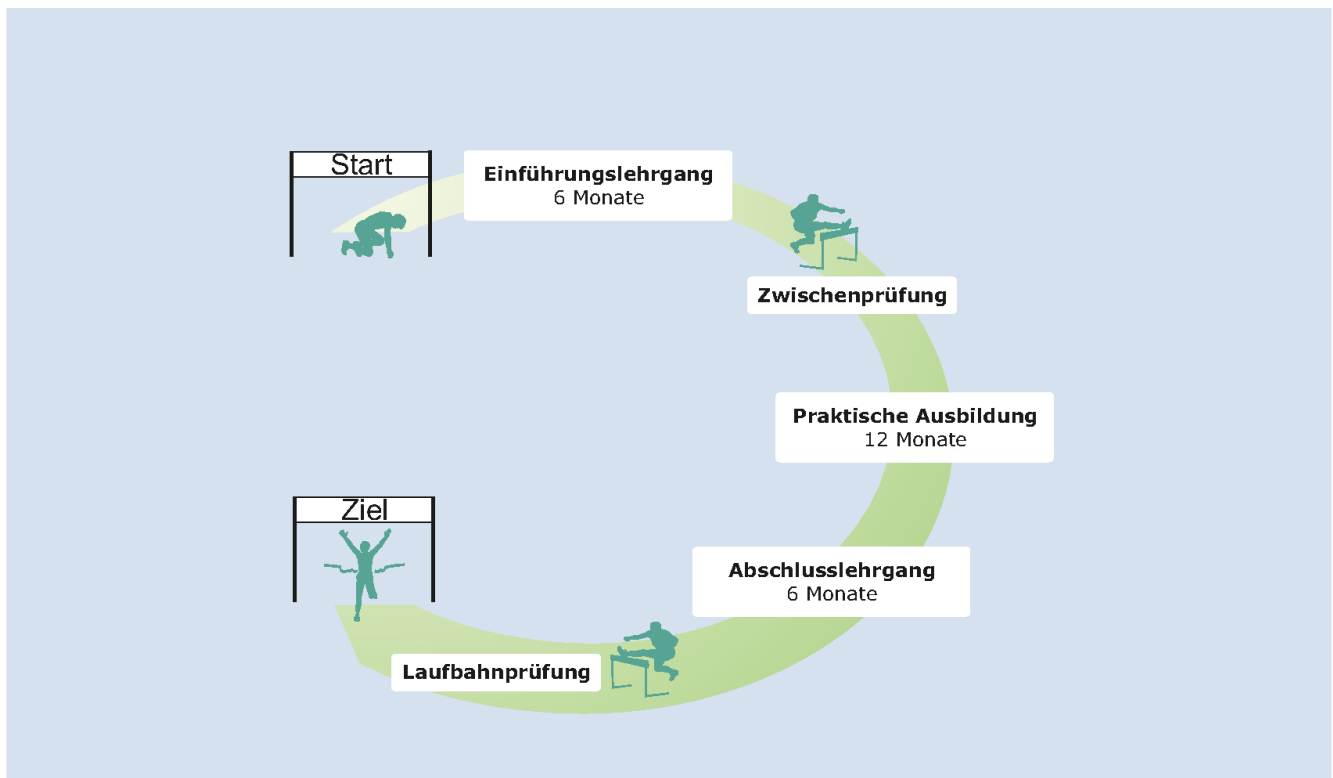 Start
Einführungslehrgang
6 Monate
Zwischenprüfung
Praktische Ausbildung
12 Monate
Abschlusslehrgang
6 Monate
Laufbahnprüfung
Ziel